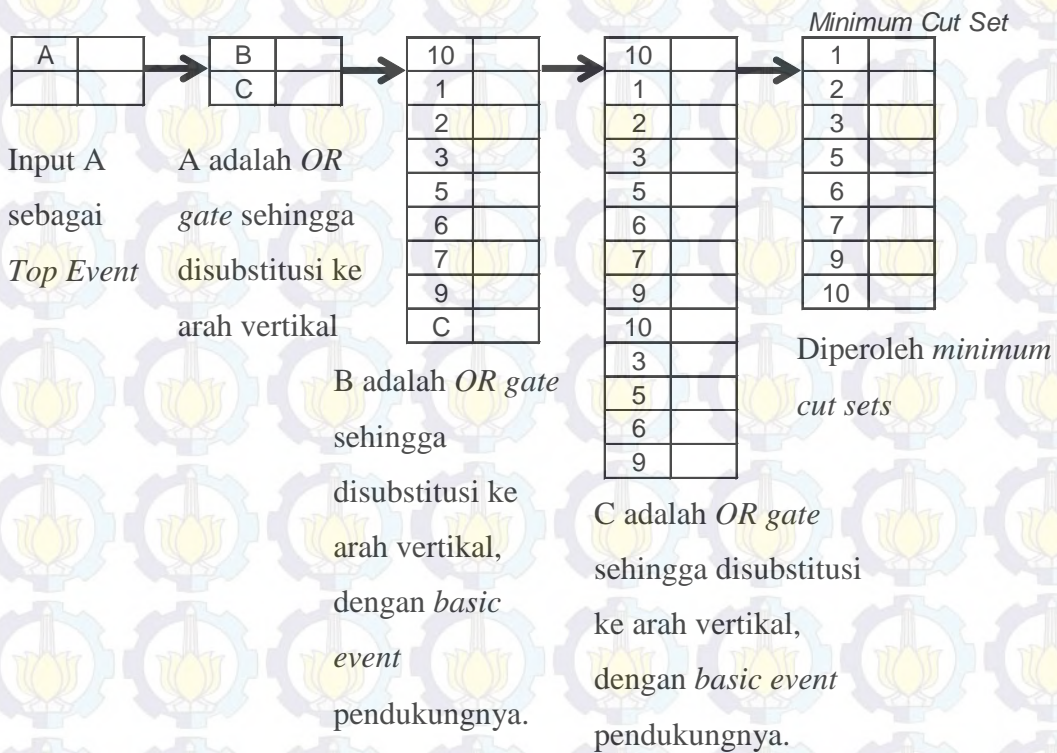 Minimum Cut Set
A
B
C
10
1
2
3
5
6
7
9
C
10
1
2
3
5
6
7
9
10
3
5
6
9
1
2
3
5
6
7
9
10
Input A
sebagai
Top Event
A adalah OR
gate sehingga
disubstitusi ke
arah vertikal
B adalah OR gate
sehingga
disubstitusi ke
arah vertikal,
dengan basic
event
pendukungnya.
C adalah OR gate
sehingga disubstitusi
ke arah vertikal,
dengan basic event
pendukungnya.
Diperoleh minimum
cut sets